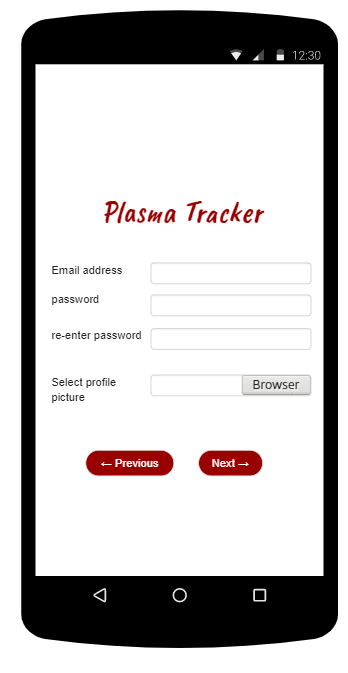 12:30
Plasma Tracker
Email address
password
re-enter password
Select profile
picture
Browser
← Previous
Next →